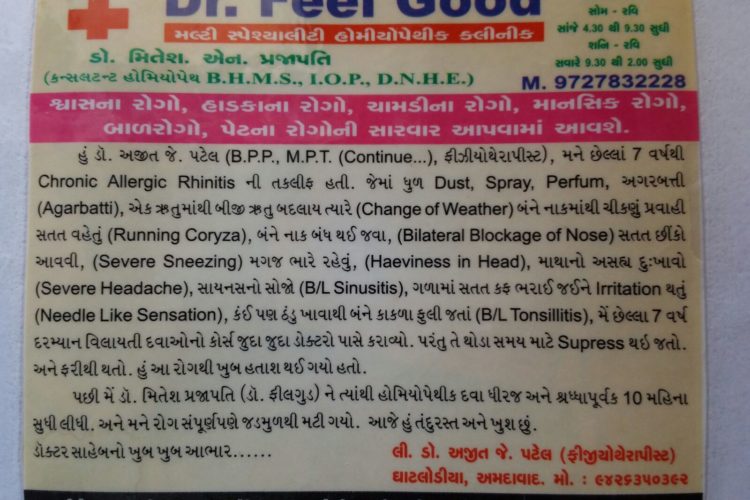 Dr. Feel Good
મલ્ટી સ્પેશ્યાલીટી હોમીયોપેથીક કલીનીક
સોમ - રવિ
સાંજે 4.30 થી 9.30 સુધી
શનિ - રવિ
સવારે 9.30 થી 2.00 સુધી
ડો. મિતેશ. એન. પ્રજાપતિ
(કન્સલટન્ટ હોમિયોપેથ B.H.M.S., I.O.P., D.N.H.E.)
M. 9727832228
શ્વાસના રોગો, હાડકાના રોગો, ચામડીના રોગો, માનસિક રોગો,
બાળરોગો, પેટના રોગોની સારવાર આપવામાં આવશે.
હું ડૉ. અજીત જે. પટેલ (B.P.P., M.P.T. (Continue...), ફીઝીયોથેરાપીસ્ટ), મને છેલ્લાં 7 વર્ષથી
Chronic Allergic Rhinitis ની તકલીફ હતી. જેમાં ધુળ Dust, Spray, Perfum, અગરબત્તી
(Agarbatti), એક ઋતુમાંથી બીજી ઋતુ બદલાય ત્યારે (Change of Weather) બંને નાકમાંથી ચીકણું પ્રવાહી
સતત વહેતું (Running Coryza), બંને નાક બંધ થઈ જવા, (Bilateral Blockage of Nose) સતત છીંકો
આવવી, (Severe Sneezing) મગજ ભારે રહેવું, (Haeviness in Head), માથાનો અસહ્ય દુઃખાવો
(Severe Headache), સાયનસનો સોજો (B/L Sinusitis), ગળામાં સતત કફ ભરાઈ જઈને Irritation થતું
(Needle Like Sensation), કંઈ પણ ઠંડુ ખાવાથી બંને કાકળા ફુલી જતાં (B/L Tonsillitis), મેં છેલ્લા 7 વર્ષ
દરમ્યાન વિલાયતી દવાઓનો કોર્સ જુદા જુદા ડોક્ટરો પાસે કરાવ્યો. પરંતુ તે થોડા સમય માટે Supress થઇ જતો.
અને ફરીથી થતો. હું આ રોગથી ખુબ હતાશ થઈ ગયો હતો.
પછી મેં ડૉ. મિતેશ પ્રજાપતિ (ડૉ. ફીલગુડ) ને ત્યાંથી હોમિયોપેથીક દવા ધીરજ અને શ્રધ્ધાપૂર્વક 10 મહિના
સુધી લીધી. અને મને રોગ સંપૂર્ણપણે જડમુળથી મટી ગયો. આજે હું તંદુરસ્ત અને ખુશ છું.
ડૉક્ટર સાહેબનો ખુબ ખુબ આભાર......
લી. ડો. અજીત જે. પટેલ (ફીજીયોથેરાપીસ્ટ)
ઘાટલોડીયા, અમદાવાદ. મો. : ૯૪૨૬૩૫૦૩૯૨